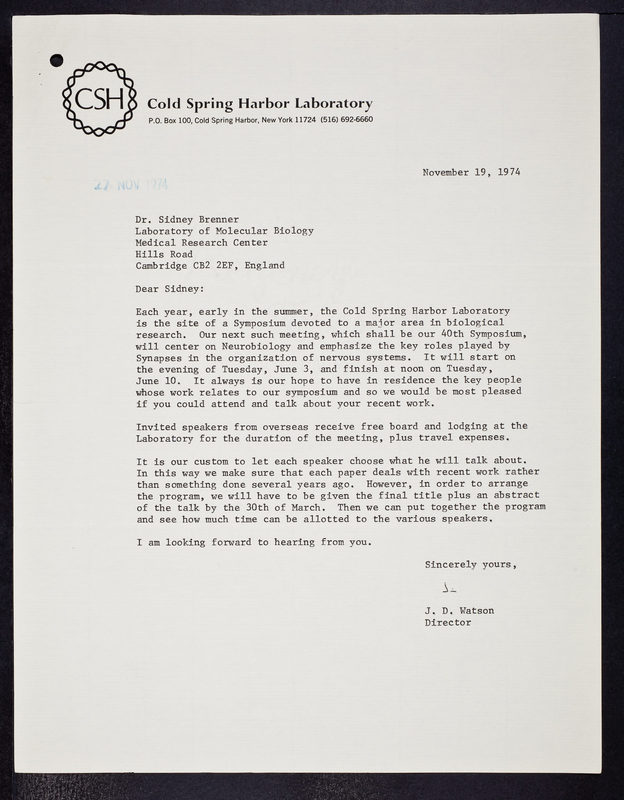 CSH
Cold Spring Harbor Laboratory
P.O. Box 100, Cold Spring Harbor, New York 11724 (516) 692-6660
November 19, 1974
22 NOV 1974
Dr. Sidney Brenner
Laboratory of Molecular Biology
Medical Research Center
Hills Road
Cambridge CB2 2EF, England
Dear Sidney:
Each year, early in the summer, the Cold Spring Harbor Laboratory
is the site of a Symposium devoted to a major area in biological
research. Our next such meeting, which shall be our 40th Symposium,
will center on Neurobiology and emphasize the key roles played by
Synapses in the organization of nervous systems. It will start on
the evening of Tuesday, June 3, and finish at noon on Tuesday,
June 10. It always is our hope to have in residence the key people
whose work relates to our symposium and so we would be most pleased
if you could attend and talk about your recent work.
Invited speakers from overseas receive free board and lodging at the
Laboratory for the duration of the meeting, plus travel expenses.
It is our custom to let each speaker choose what he will talk about.
In this way we make sure that each paper deals with recent work rather
than something done several years ago. However, in order to arrange
the program, we will have to be given the final title plus an abstract
of the talk by the 30th of March. Then we can put together the program
and see how much time can be allotted to the various speakers.
I am looking forward to hearing from you.
Sincerely yours,
J. D. Watson
Director